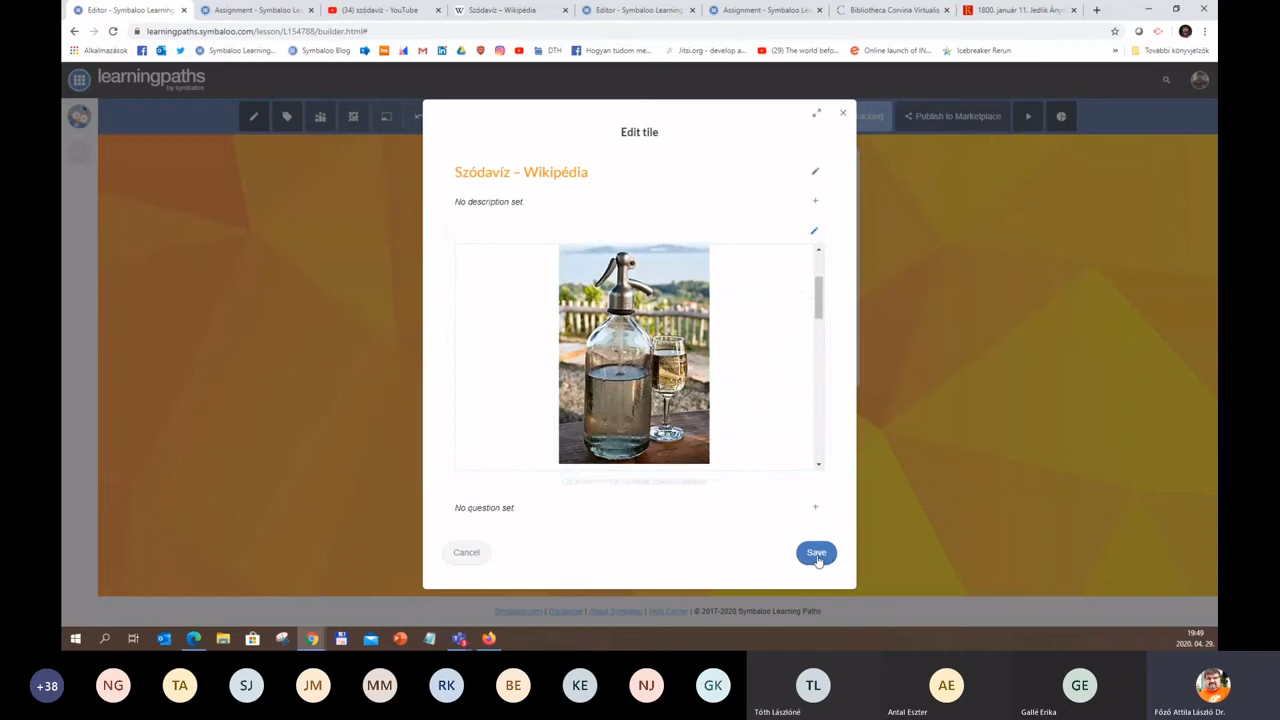 Editor - Symbaloo Learning
Assignment - Symbaloo Lea
(34) szódavíz - YouTube
Szódavíz – Wikipédia
Editor - Symbaloo Learning
Assignment - Symbaloo Lea
Bibliotheca Corvina Virtualis
1800. január 11. Jedlik Ányo
learningpaths.symbaloo.com/lesson/L154788/builder.html#
Alkalmazások
Symbaloo Learning...
Symbaloo Blog
DTH
Hogyan tudom me...
Jitsi.org - develop a...
(29) The world befo...
Online launch of IN...
Icebreaker Rerun
»
További könyvjelzők
learningpaths
by symbaloo
Publish to Marketplace
Edit tile
Szódavíz – Wikipédia
No description set.
No question set.
Cancel
Save
Symbaloo.com | Disclaimer | About Symbaloo | Help Center | © 2017-2020 Symbaloo Learning Paths
19:49
2020. 04. 29.
+38
NG
TA
SJ
JM
MM
RK
BE
KE
NJ
GK
TL
AE
GE
Tóth Lászlóné
Antal Eszter
Gallé Erika
Főző Attila László Dr.